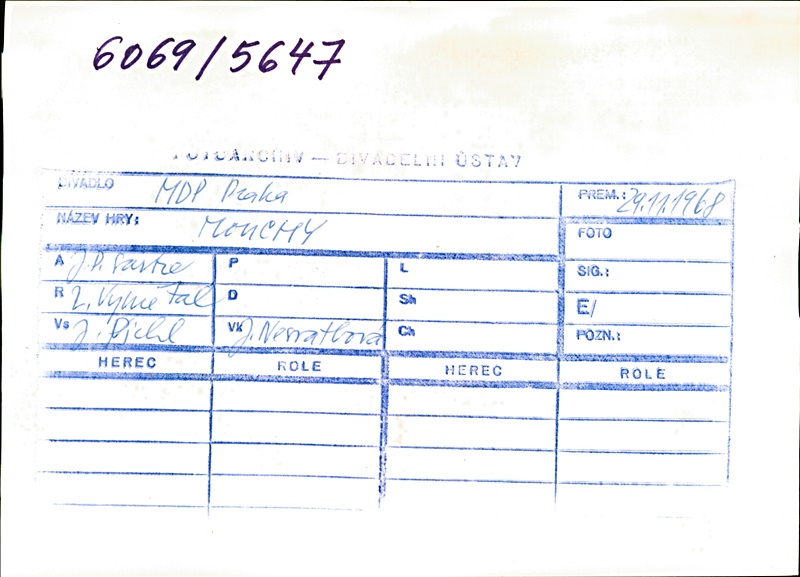 6069/5647
FOTOARCHIV — DIVADELNÍ ÚSTAV
DIVADLO MDP Praha
PREM.: 29.11.1968
NÁZEV HRY: MOUCHY
FOTO
A J. P. Sartre
P
L
SIG.:
R L. Vymětal
D
Sh
E/
Vs J. Pichl
Vk J. Nesvatbová
Ch
POZN.:
HEREC ROLE HEREC ROLE